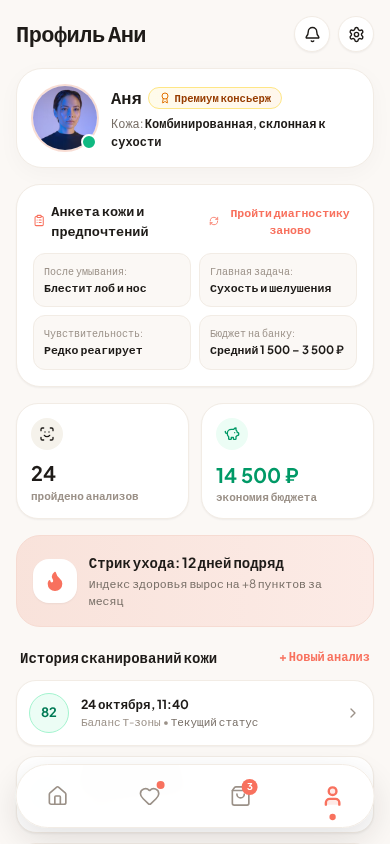 Профиль Ани
Аня
Премиум консьерж
Кожа: Комбинированная, склонная к
сухости
Анкета кожи и
предпочтений
Пройти диагностику
заново
После умывания:
Блестит лоб и нос
Главная задача:
Сухость и шелушения
Чувствительность:
Редко реагирует
Бюджет на банку:
Средний 1 500 – 3 500 ₽
24
пройдено анализов
14 500 ₽
экономия бюджета
Стрик ухода: 12 дней подряд
Индекс здоровья вырос на +8 пунктов за
месяц
История сканирований кожи
+ Новый анализ
82
24 октября, 11:40
Баланс Т-зоны • Текущий статус
3